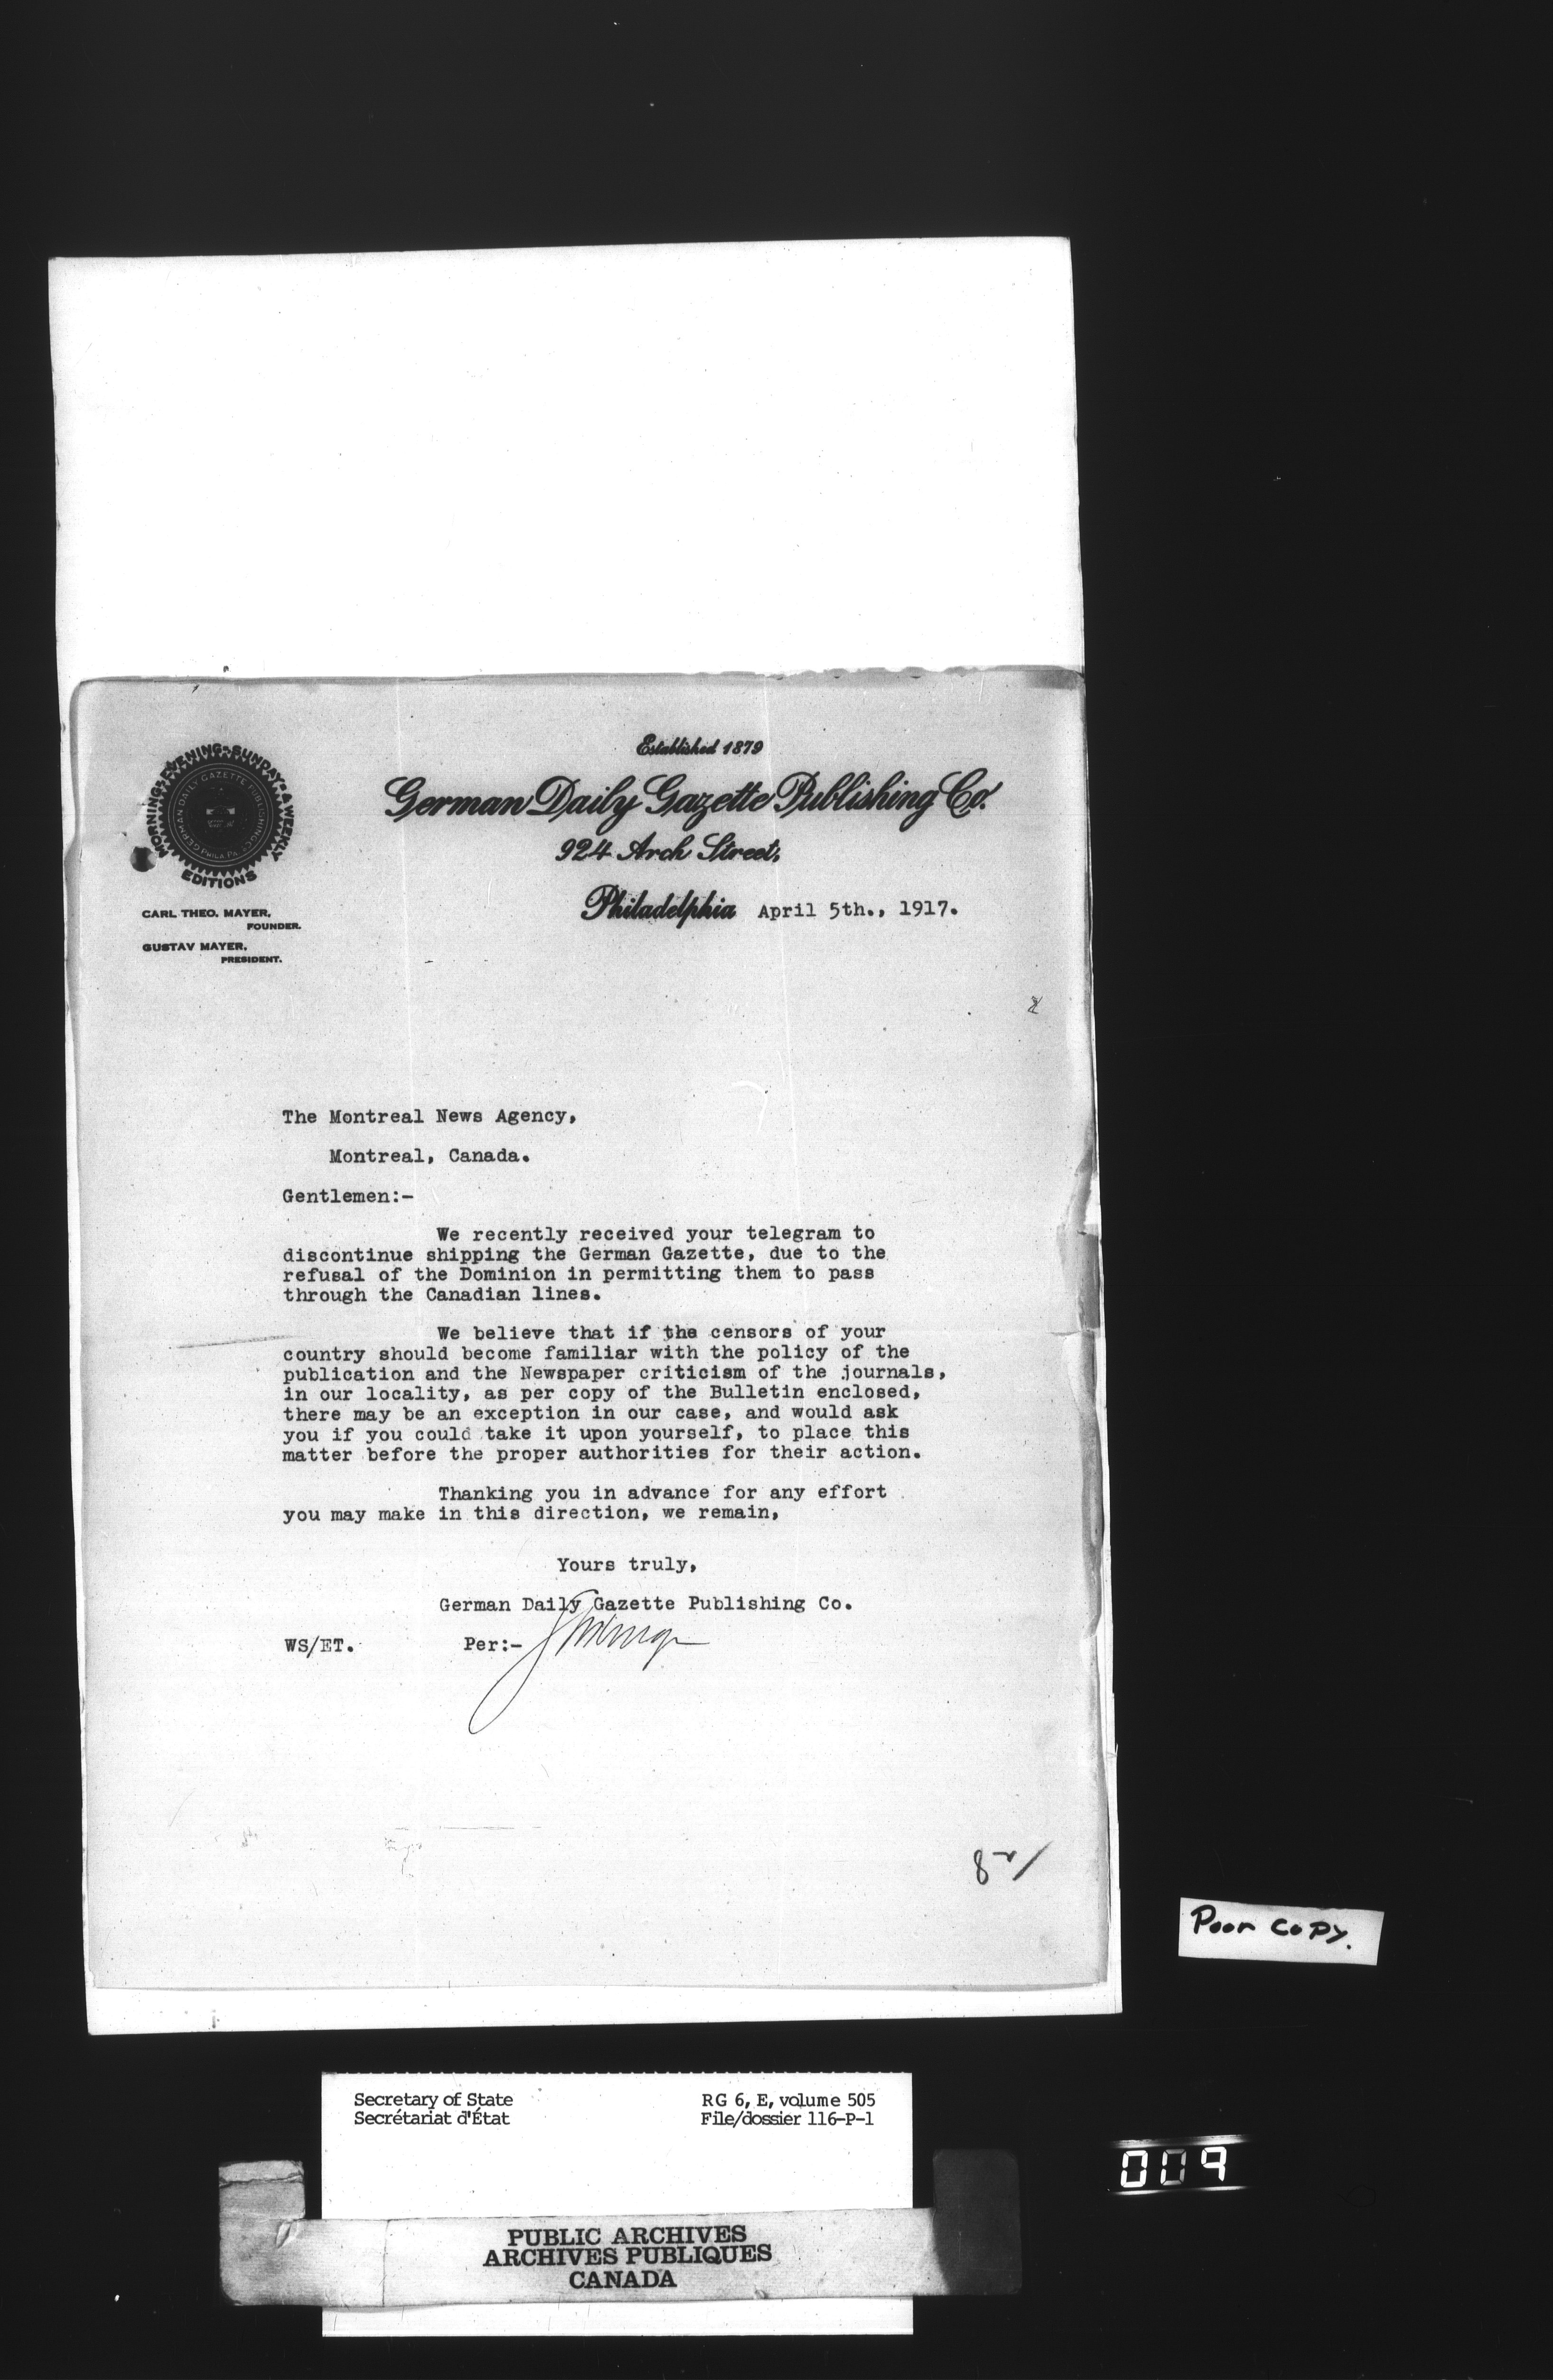 MORNING-EVENING-SUNDAY-&WEEKLY
EDITIONS
GERMAN DAILY GAZETTE PUBLISHING CO.
PHILA. PA.
CARL THEO. MAYER,
FOUNDER.
GUSTAV MAYER,
PRESIDENT.
Established 1879
German Daily Gazette Publishing Co.
924 Arch Street,
Philadelphia April 5th., 1917.
The Montreal News Agency,
Montreal, Canada.
Gentlemen:-
We recently received your telegram to
discontinue shipping the German Gazette, due to the
refusal of the Dominion in permitting them to pass
through the Canadian lines.
We believe that if the censors of your
country should become familiar with the policy of the
publication and the Newspaper criticism of the journals,
in our locality, as per copy of the Bulletin enclosed,
there may be an exception in our case, and would ask
you if you could take it upon yourself, to place this
matter before the proper authorities for their action.
Thanking you in advance for any effort
you may make in this direction, we remain,
Yours truly,
German Daily Gazette Publishing Co.
WS/ET. Per:-
Poor copy.
Secretary of State RG 6, E, volume 505
Secrétariat d'État File/dossier 116-P-1
009
PUBLIC ARCHIVES
ARCHIVES PUBLIQUES
CANADA